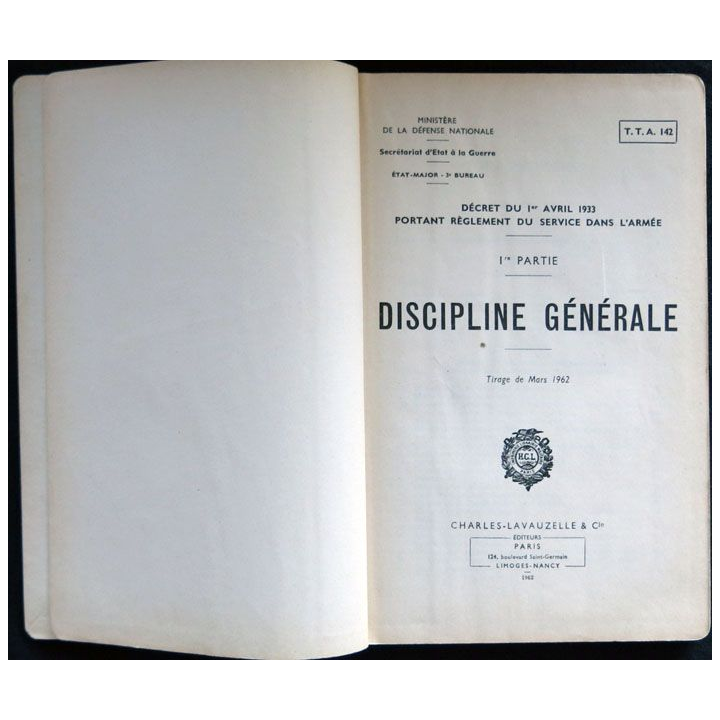 MINISTÈRE
DE LA DÉFENSE NATIONALE
Secrétariat d'Etat à la Guerre
ÉTAT-MAJOR - 3e BUREAU
T. T. A. 142
DÉCRET DU 1er AVRIL 1933
PORTANT RÈGLEMENT DU SERVICE DANS L'ARMÉE
1re PARTIE
DISCIPLINE GÉNÉRALE
Tirage de Mars 1962
H.C.L.
PARIS
CHARLES-LAVAUZELLE & Cie
ÉDITEURS
PARIS
124, boulevard Saint-Germain
LIMOGES-NANCY
1962